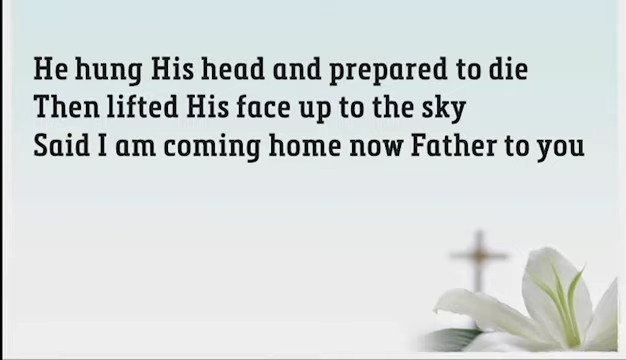 He hung His head and prepared to die
Then lifted His face up to the sky
Said I am coming home now Father to you